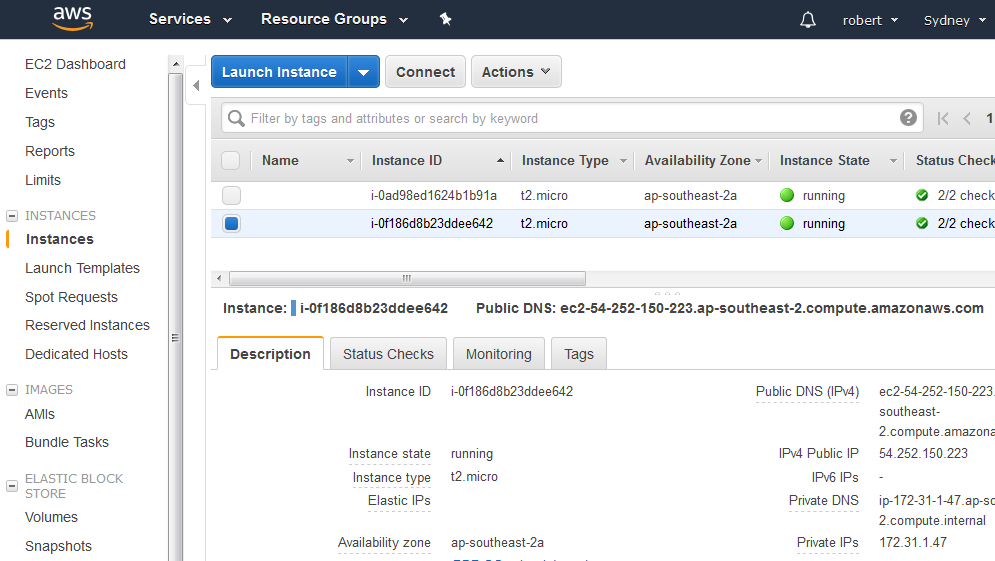 aws Services Resource Groups robert Sydney
EC2 Dashboard
Events
Tags
Reports
Limits
INSTANCES
Instances
Launch Templates
Spot Requests
Reserved Instances
Dedicated Hosts
IMAGES
AMIs
Bundle Tasks
ELASTIC BLOCK
STORE
Volumes
Snapshots
Launch Instance Connect Actions
Filter by tags and attributes or search by keyword ? 1
Name Instance ID Instance Type Availability Zone Instance State Status Check
i-0ad98ed1624b1b91a t2.micro ap-southeast-2a running 2/2 check
i-0f186d8b23ddee642 t2.micro ap-southeast-2a running 2/2 check
Instance: i-0f186d8b23ddee642 Public DNS: ec2-54-252-150-223.ap-southeast-2.compute.amazonaws.com
Description Status Checks Monitoring Tags
Instance ID i-0f186d8b23ddee642
Instance state running
Instance type t2.micro
Elastic IPs
Availability zone ap-southeast-2a
Public DNS (IPv4) ec2-54-252-150-223.
southeast-
2.compute.amazona
IPv4 Public IP 54.252.150.223
IPv6 IPs -
Private DNS ip-172-31-1-47.ap-so
2.compute.internal
Private IPs 172.31.1.47